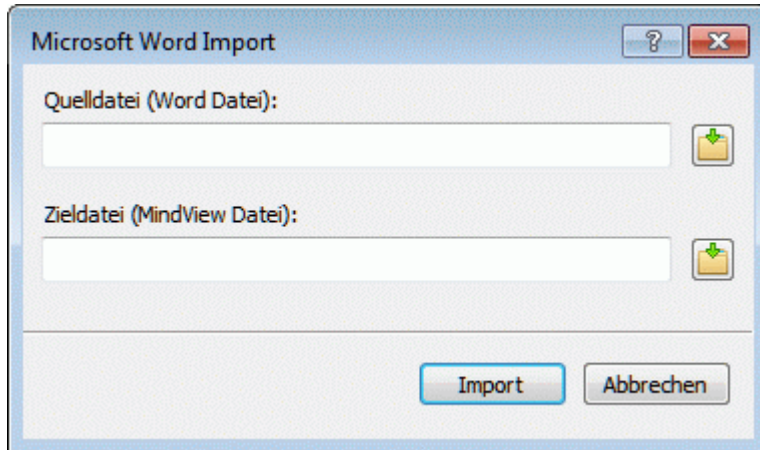 Microsoft Word Import
Quelldatei (Word Datei):
Zieldatei (MindView Datei):
Import Abbrechen